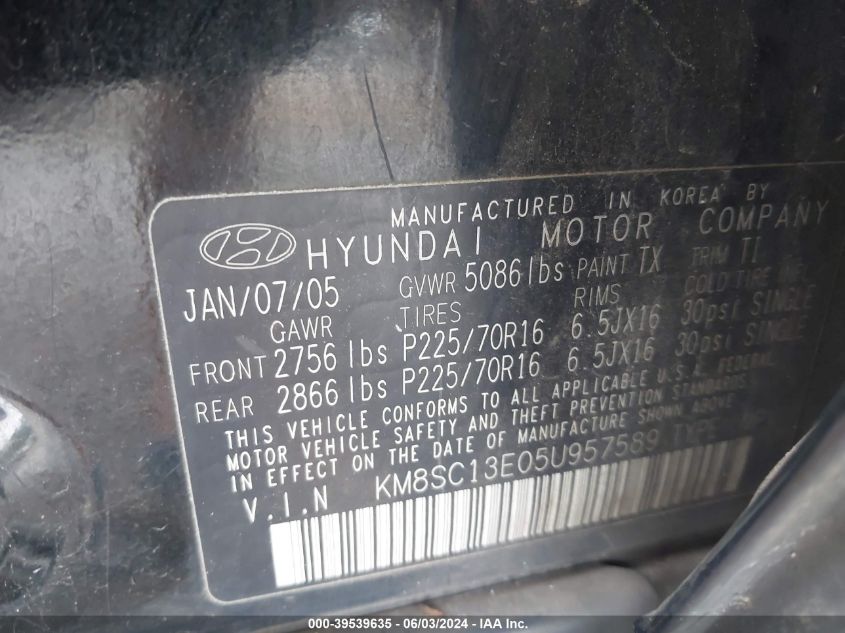 MANUFACTURED IN KOREA BY
HYUNDAI MOTOR COMPANY
JAN/07/05 GVWR 5086 lbs PAINT TX TRIM TI
GAWR TIRES RIMS COLD TIRE INF.
FRONT 2756 lbs P225/70R16 6.5JX16 30psi SINGLE
REAR 2866 lbs P225/70R16 6.5JX16 30psi SINGLE
THIS VEHICLE CONFORMS TO ALL APPLICABLE U.S.A. FEDERAL
MOTOR VEHICLE SAFETY AND THEFT PREVENTION STANDARDS
IN EFFECT ON THE DATE OF MANUFACTURE SHOWN ABOVE
V.I.N KM8SC13E05U957589 TYPE
000-39539635 - 06/03/2024 - IAA Inc.